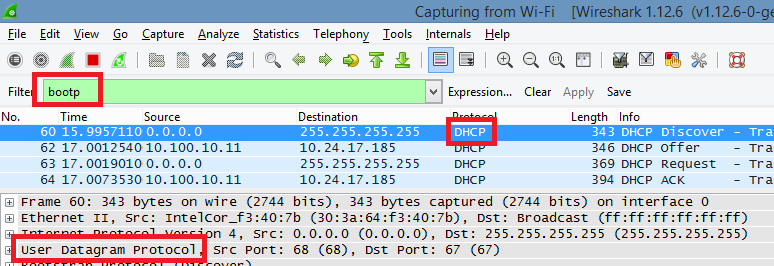 Capturing from Wi-Fi [Wireshark 1.12.6 (v1.12.6-0-ge
File Edit View Go Capture Analyze Statistics Telephony Tools Internals Help
Filter bootp Expression... Clear Apply Save
No. Time Source Destination Protocol Length Info
60 15.9957110 0.0.0.0 255.255.255.255 DHCP 343 DHCP Discover - Tra
62 17.0012540 10.100.10.11 10.24.17.185 DHCP 346 DHCP Offer - Tra
63 17.0019010 0.0.0.0 255.255.255.255 DHCP 369 DHCP Request - Tra
64 17.0073530 10.100.10.11 10.24.17.185 DHCP 394 DHCP ACK - Tra
Frame 60: 343 bytes on wire (2744 bits), 343 bytes captured (2744 bits) on interface 0
Ethernet II, Src: IntelCor_f3:40:7b (30:3a:64:f3:40:7b), Dst: Broadcast (ff:ff:ff:ff:ff:ff)
Internet Protocol Version 4, Src: 0.0.0.0 (0.0.0.0), Dst: 255.255.255.255 (255.255.255.255)
User Datagram Protocol, Src Port: 68 (68), Dst Port: 67 (67)
Bootstrap Protocol (Discover)